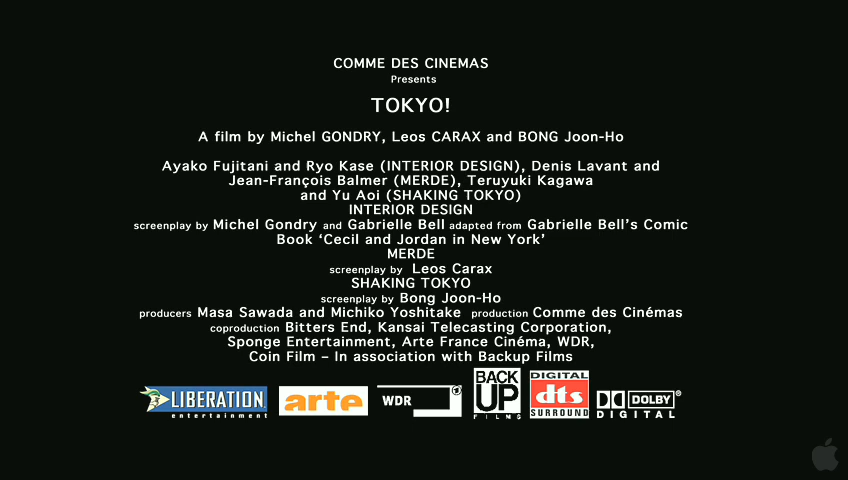 COMME DES CINEMAS
Presents
TOKYO!
A film by Michel GONDRY, Leos CARAX and BONG Joon-Ho
Ayako Fujitani and Ryo Kase (INTERIOR DESIGN), Denis Lavant and
Jean-François Balmer (MERDE), Teruyuki Kagawa
and Yu Aoi (SHAKING TOKYO)
INTERIOR DESIGN
screenplay by Michel Gondry and Gabrielle Bell adapted from Gabrielle Bell's Comic
Book ‘Cecil and Jordan in New York’
MERDE
screenplay by Leos Carax
SHAKING TOKYO
screenplay by Bong Joon-Ho
producers Masa Sawada and Michiko Yoshitake production Comme des Cinémas
coproduction Bitters End, Kansai Telecasting Corporation,
Sponge Entertainment, Arte France Cinéma, WDR,
Coin Film – In association with Backup Films
LIBERATION
entertainment
arte
WDR
BACK
UP
FILMS
DIGITAL
dts
SURROUND
DOLBY®
DIGITAL